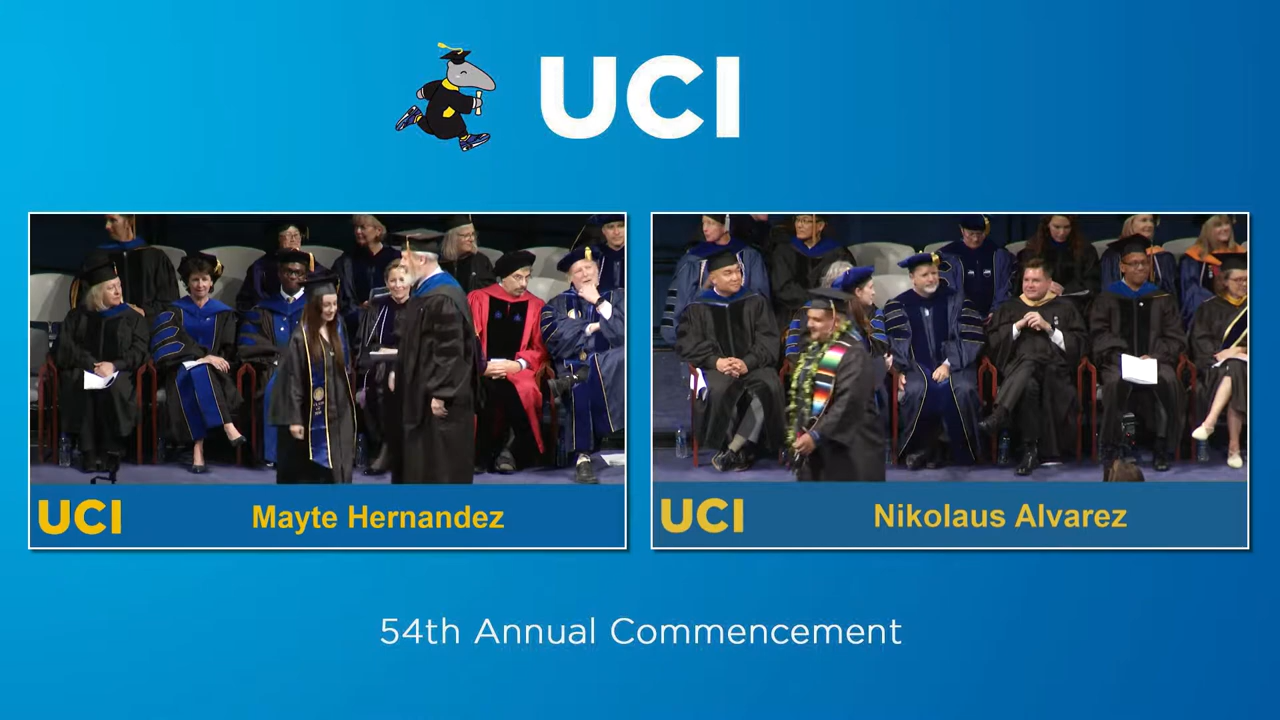 UCI
UCI
Mayte Hernandez
UCI
Nikolaus Alvarez
54th Annual Commencement